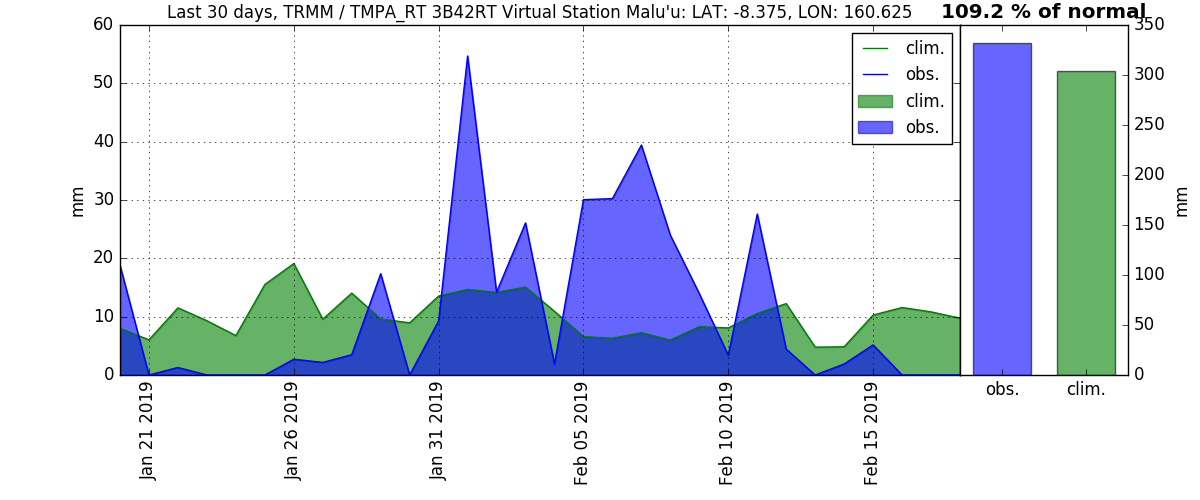 Last 30 days, TRMM / TMPA_RT 3B42RT Virtual Station Malu'u: LAT: -8.375, LON: 160.625
109.2 % of normal
60
50
40
30
20
10
0
mm
clim.
obs.
clim.
obs.
Jan 21 2019
Jan 26 2019
Jan 31 2019
Feb 05 2019
Feb 10 2019
Feb 15 2019
350
300
250
200
150
100
50
0
mm
obs.
clim.